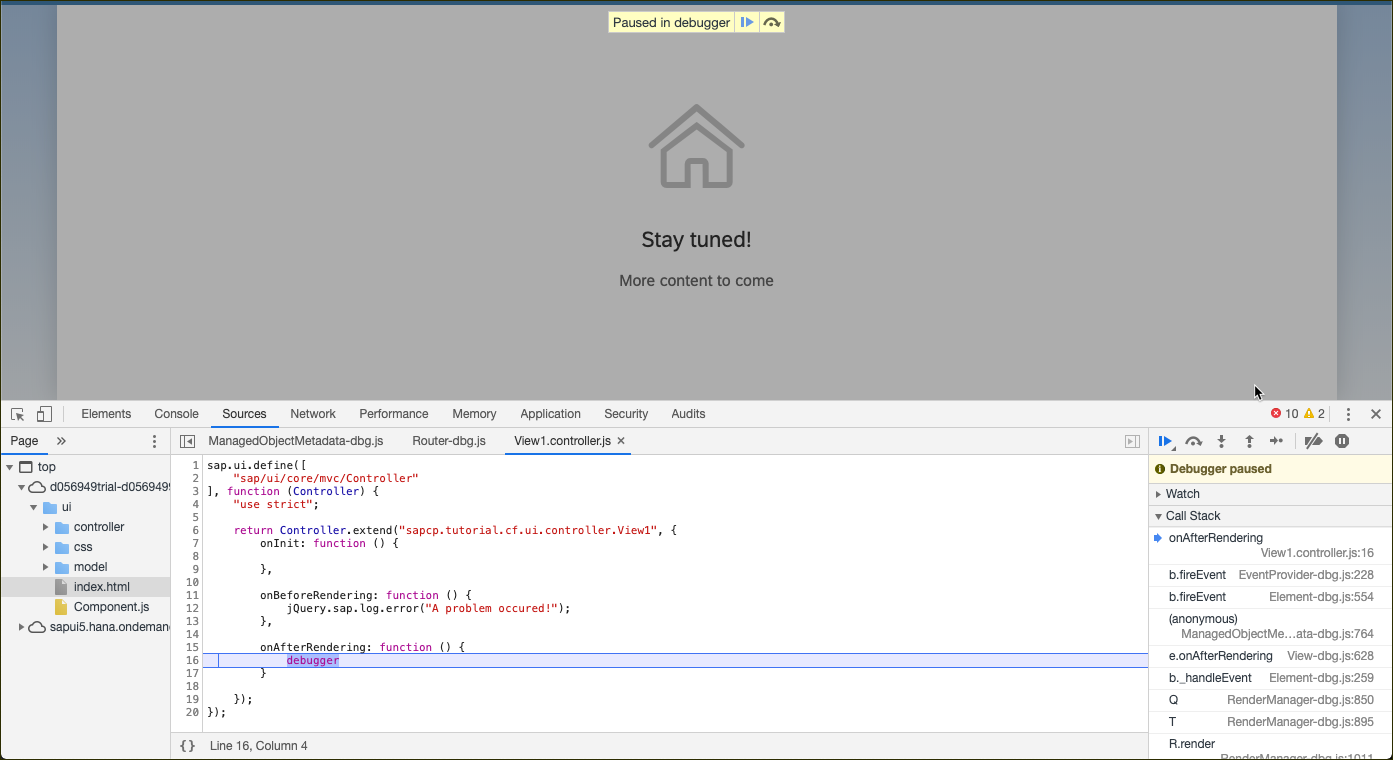 Paused in debugger
Stay tuned!
More content to come
Elements Console Sources Network Performance Memory Application Security Audits 10 2
Page
ManagedObjectMetadata-dbg.js Router-dbg.js View1.controller.js
top
d056949trial-d056949
ui
controller
css
model
index.html
Component.js
sapui5.hana.ondeman
1 sap.ui.define([
2 "sap/ui/core/mvc/Controller"
3 ], function (Controller) {
4 "use strict";
5
6 return Controller.extend("sapcp.tutorial.cf.ui.controller.View1", {
7 onInit: function () {
8
9 },
10
11 onBeforeRendering: function () {
12 jQuery.sap.log.error("A problem occured!");
13 },
14
15 onAfterRendering: function () {
16 debugger
17 }
18
19 });
20 });
{} Line 16, Column 4
Debugger paused
Watch
Call Stack
onAfterRendering
View1.controller.js:16
b.fireEvent EventProvider-dbg.js:228
b.fireEvent Element-dbg.js:554
(anonymous)
ManagedObjectMe…ata-dbg.js:764
e.onAfterRendering View-dbg.js:628
b._handleEvent Element-dbg.js:259
Q RenderManager-dbg.js:850
T RenderManager-dbg.js:895
R.render
RenderManager-dbg.js:1011